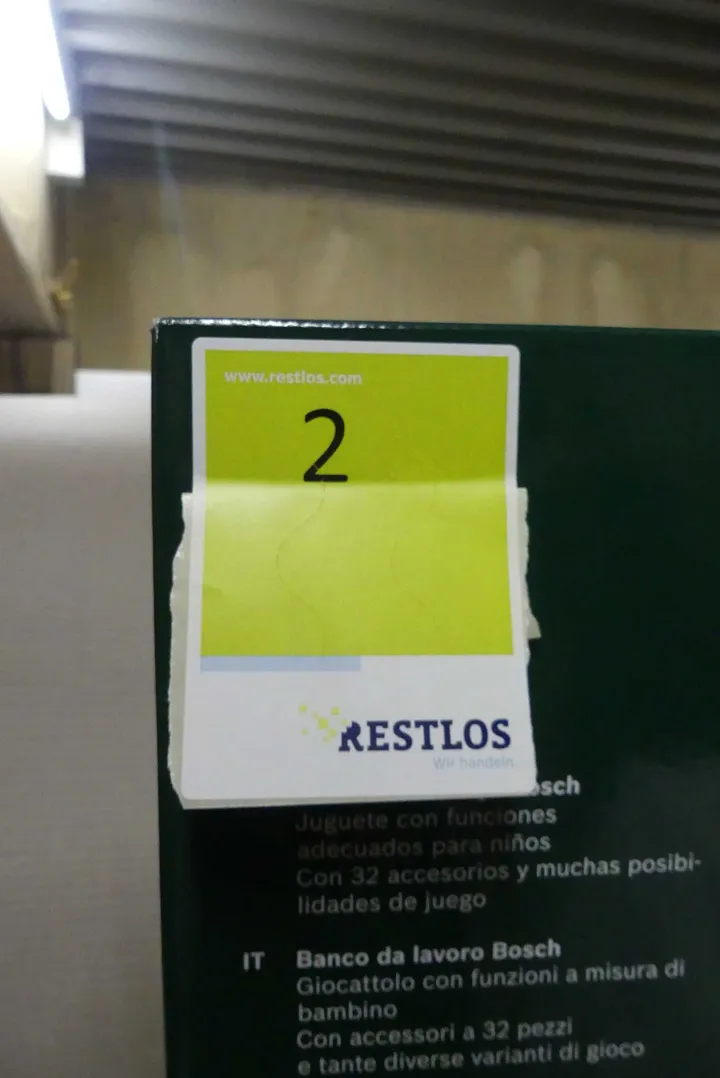 www.restlos.com
2
RESTLOS
Wir handeln.
osch
Juguete con funciones
adecuados para niños
Con 32 accesorios y muchas posibi-
lidades de juego
IT Banco da lavoro Bosch
Giocattolo con funzioni a misura di
bambino
Con accessori a 32 pezzi
e tante diverse varianti di gioco